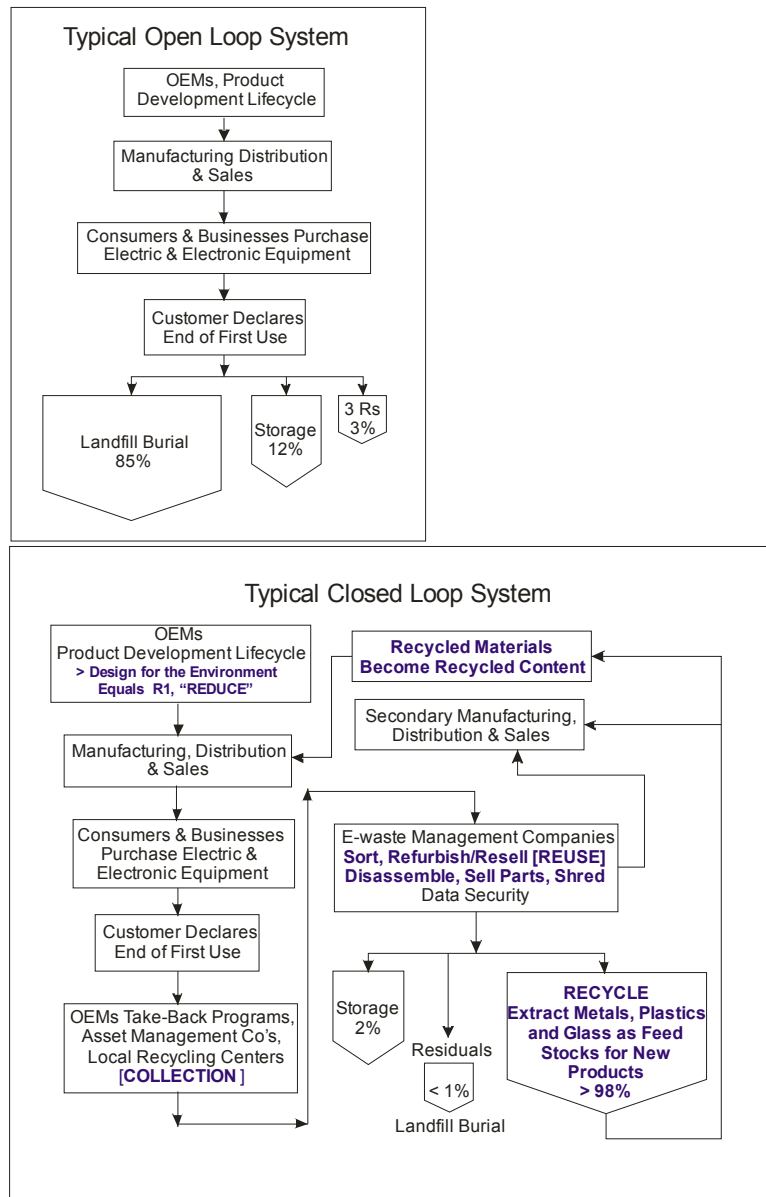 Typical Open Loop System
OEMs, Product
Development Lifecycle
Manufacturing Distribution
& Sales
Consumers & Businesses Purchase
Electric & Electronic Equipment
Customer Declares
End of First Use
Landfill Burial
85%
Storage
12%
3 Rs
3%
Typical Closed Loop System
OEMs
Product Development Lifecycle
> Design for the Environment
Equals R1, “REDUCE”
Manufacturing, Distribution
& Sales
Consumers & Businesses
Purchase Electric &
Electronic Equipment
Customer Declares
End of First Use
OEMs Take-Back Programs,
Asset Management Co's,
Local Recycling Centers
[COLLECTION ]
Recycled Materials
Become Recycled Content
Secondary Manufacturing,
Distribution & Sales
E-waste Management Companies
Sort, Refurbish/Resell [REUSE]
Disassemble, Sell Parts, Shred
Data Security
Storage
2%
Residuals
< 1%
Landfill Burial
RECYCLE
Extract Metals, Plastics
and Glass as Feed
Stocks for New
Products
> 98%